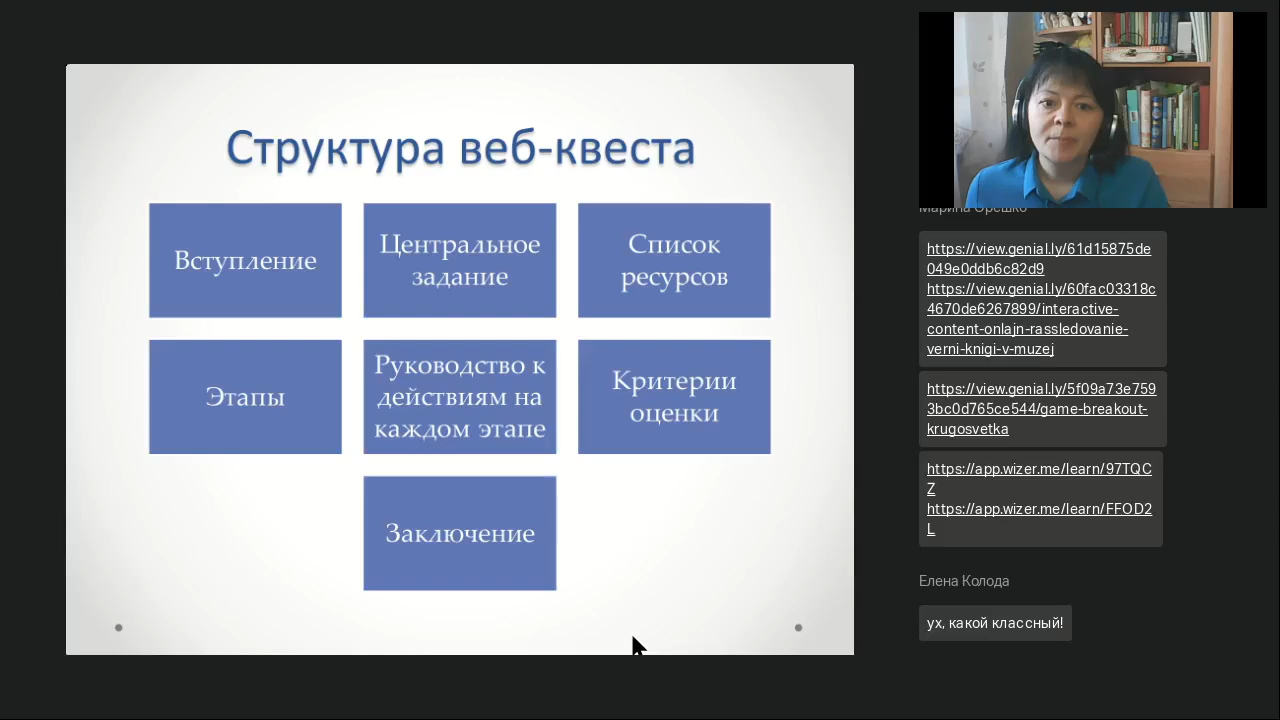 Структура веб-квеста
Вступление
Центральное
задание
Список
ресурсов
Этапы
Руководство к
действиям на
каждом этапе
Критерии
оценки
Заключение
Марина Орешко
https://view.genial.ly/61d15875de
049e0ddb6c82d9
https://view.genial.ly/60fac03318c
4670de6267899/interactive-
content-onlajn-rassledovanie-
verni-knigi-v-muzej
https://view.genial.ly/5f09a73e759
3bc0d765ce544/game-breakout-
krugosvetka
https://app.wizer.me/learn/97TQC
Z
https://app.wizer.me/learn/FFOD2
L
Елена Колода
ух, какой классный!